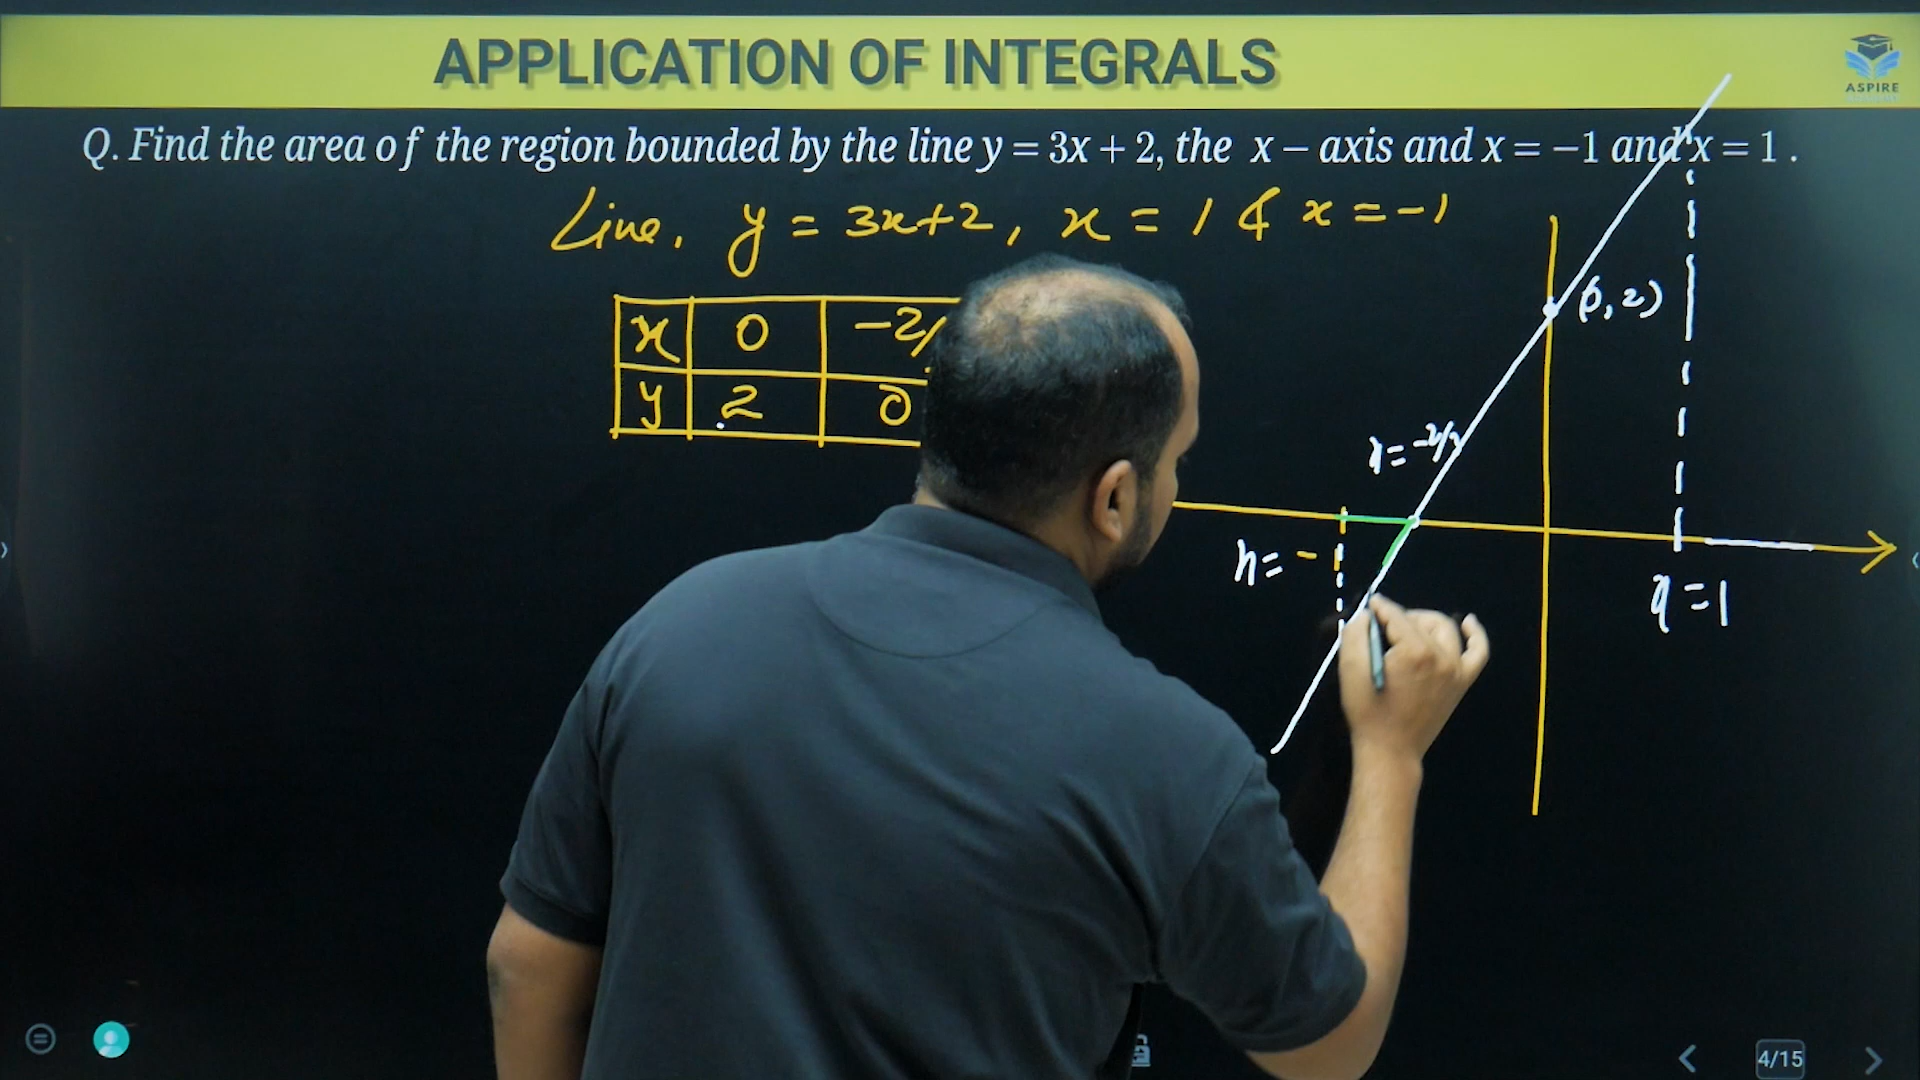 APPLICATION OF INTEGRALS
ASPIRE
Q. Find the area of the region bounded by the line y = 3x + 2, the x – axis and x = −1 and x = 1 .
Line, y = 3x+2, x = 1 & x = -1
x 0 -2/
y 2 0
(0, 2)
x = -2/3
x = -1
x = 1
4/15